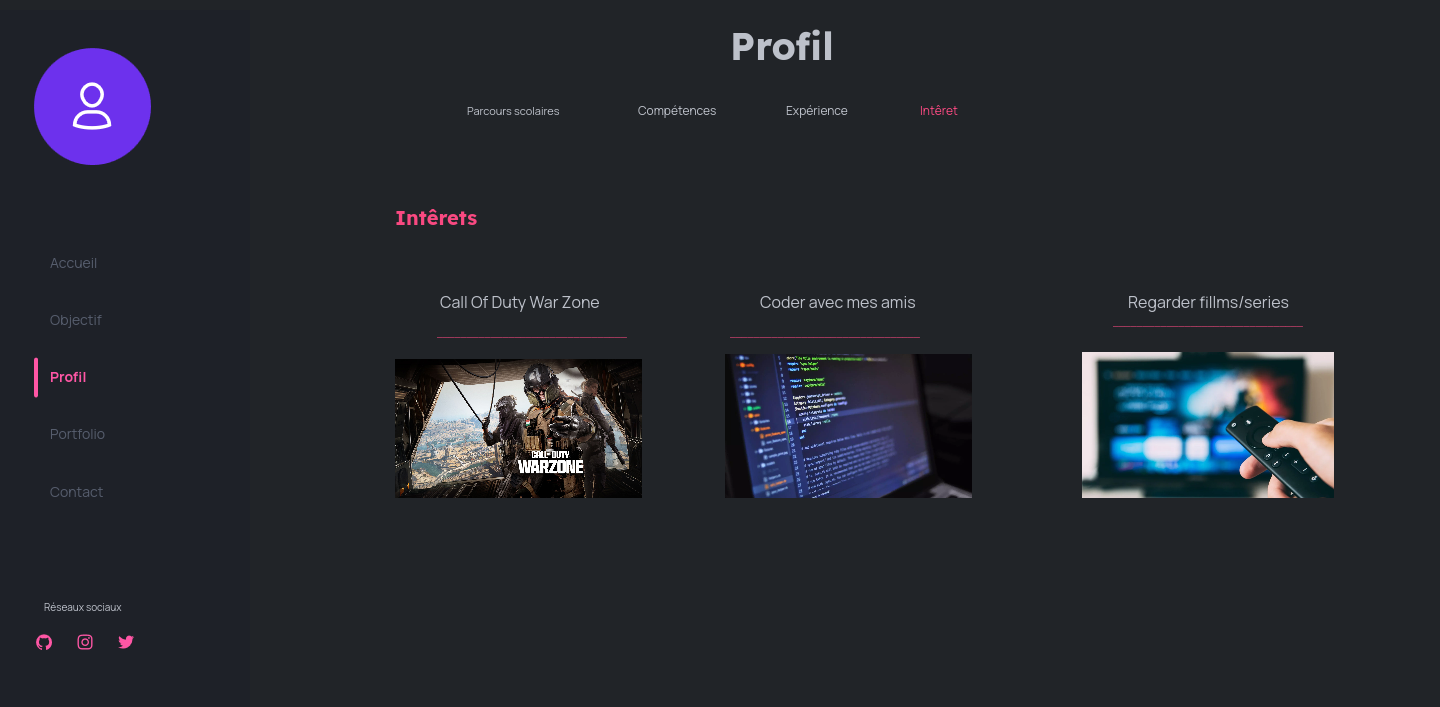 Profil
Parcours scolaires Compétences Expérience Intêret
Accueil
Objectif
Profil
Portfolio
Contact
Réseaux sociaux
Intêrets
Call Of Duty War Zone
CALL OF DUTY
WARZONE
Coder avec mes amis
Regarder fillms/series